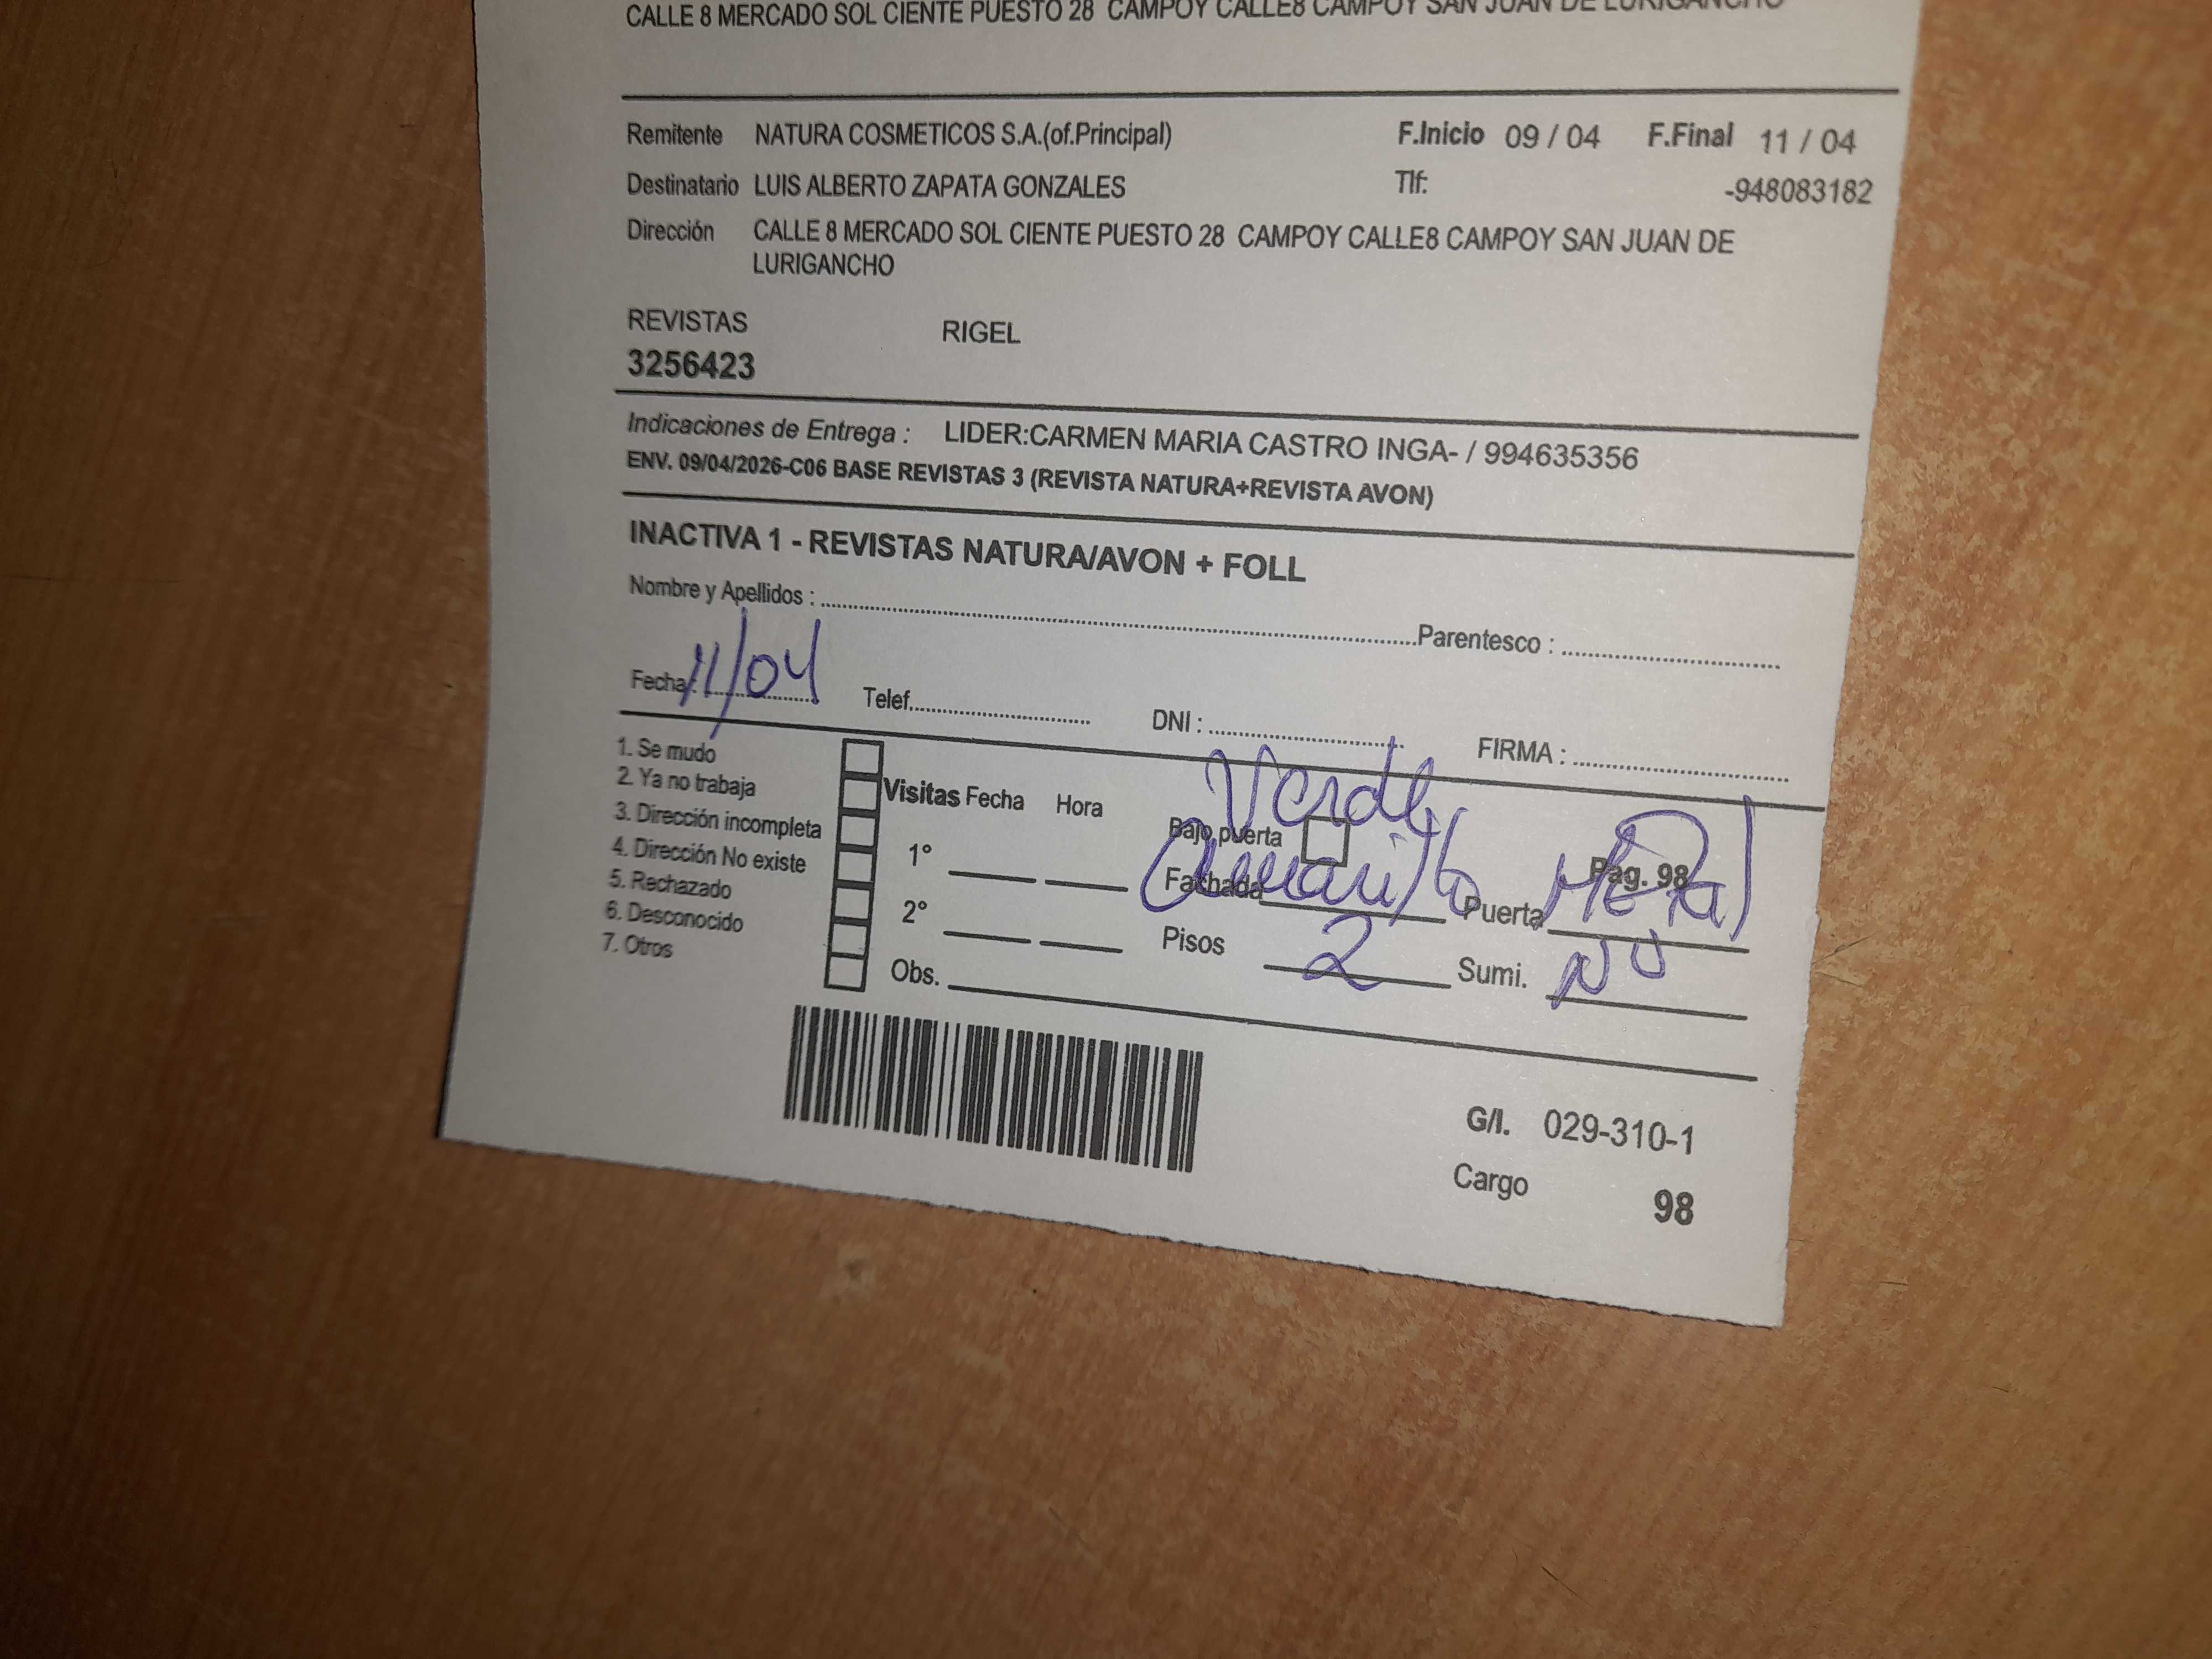 CALLE 8 MERCADO SOL CIENTE PUESTO 28 CAMPOY CALLE8 CAMPOY SAN JUAN DE LURIGANCHO
Remitente NATURA COSMETICOS S.A.(of.Principal) F.Inicio 09 / 04 F.Final 11 / 04
Destinatario LUIS ALBERTO ZAPATA GONZALES Tlf: -948083182
Dirección CALLE 8 MERCADO SOL CIENTE PUESTO 28 CAMPOY CALLE8 CAMPOY SAN JUAN DE
LURIGANCHO
REVISTAS RIGEL
3256423
Indicaciones de Entrega : LIDER:CARMEN MARIA CASTRO INGA- / 994635356
ENV. 09/04/2026-C06 BASE REVISTAS 3 (REVISTA NATURA+REVISTA AVON)
INACTIVA 1 - REVISTAS NATURA/AVON + FOLL
Nombre y Apellidos : Parentesco :
Fecha : 11/04 Telef. DNI : FIRMA :
1. Se mudo
2. Ya no trabaja
3. Dirección incompleta
4. Dirección No existe
5. Rechazado
6. Desconocido
7. Otros
Visitas Fecha Hora
1°
2°
Obs.
Verde
Bajo puerta
Pag. 98
Fachada Amarillo Puerta Metal
Pisos 2 Sumi. NO
G/I. 029-310-1
Cargo 98